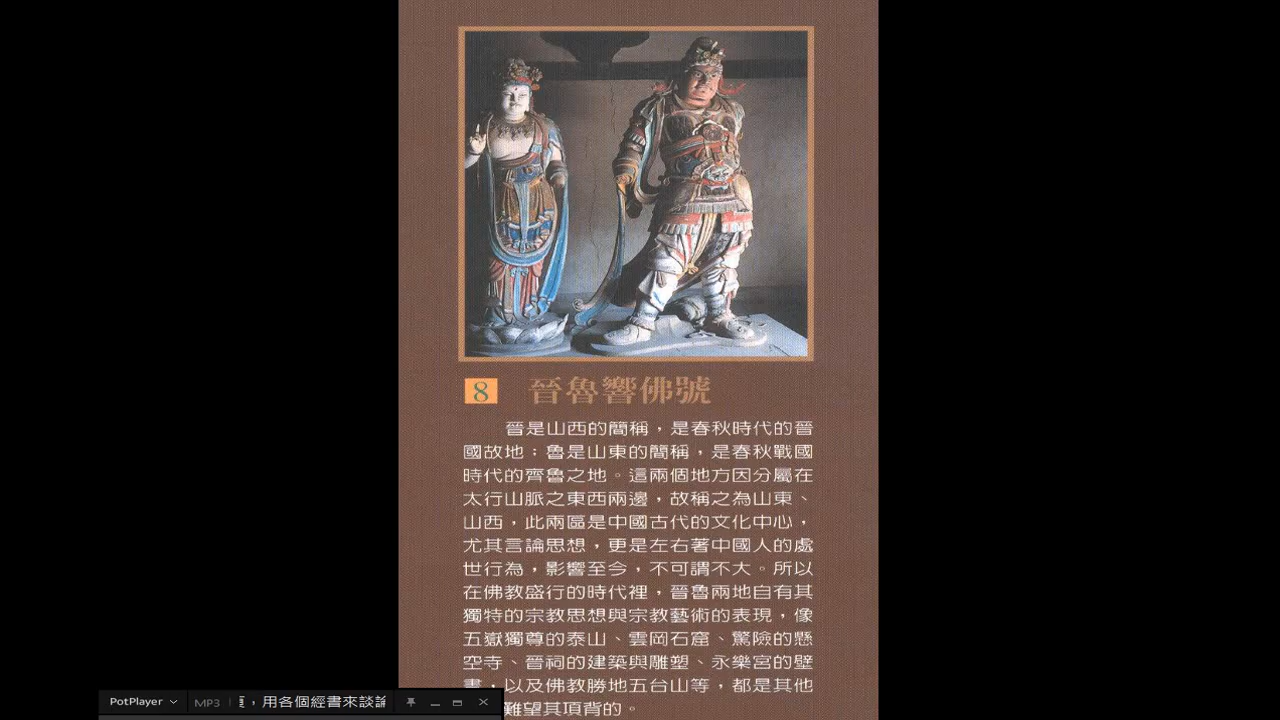 8 晉魯響佛號
晉是山西的簡稱，是春秋時代的晉
國故地；魯是山東的簡稱，是春秋戰國
時代的齊魯之地。這兩個地方因分屬在
太行山脈之東西兩邊，故稱之為山東、
山西，此兩區是中國古代的文化中心，
尤其言論思想，更是左右著中國人的處
世行為，影響至今，不可謂不大。所以
在佛教盛行的時代裡，晉魯兩地自有其
獨特的宗教思想與宗教藝術的表現，像
五嶽獨尊的泰山、雲岡石窟、驚險的懸
空寺、晉祠的建築與雕塑、永樂宮的壁
畫，以及佛教勝地五台山等，都是其他
難望其項背的。
PotPlayer MP3 ，用各個經書來談